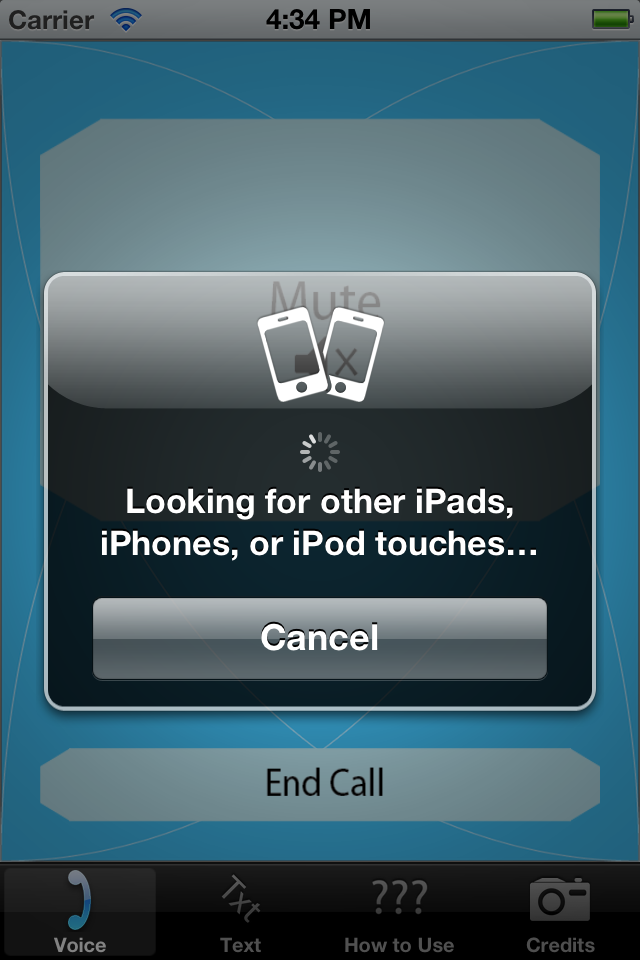 Carrier 4:34 PM
Mute
Looking for other iPads,
iPhones, or iPod touches...
Cancel
End Call
Txt ???
Voice Text How to Use Credits